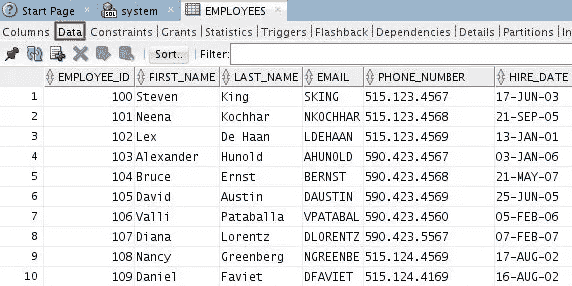 Start Page system EMPLOYEES
Columns Data Constraints Grants Statistics Triggers Flashback Dependencies Details Partitions In
Sort.. Filter:
EMPLOYEE_ID FIRST_NAME LAST_NAME EMAIL PHONE_NUMBER HIRE_DATE
1 100 Steven King SKING 515.123.4567 17-JUN-03
2 101 Neena Kochhar NKOCHHAR 515.123.4568 21-SEP-05
3 102 Lex De Haan LDEHAAN 515.123.4569 13-JAN-01
4 103 Alexander Hunold AHUNOLD 590.423.4567 03-JAN-06
5 104 Bruce Ernst BERNST 590.423.4568 21-MAY-07
6 105 David Austin DAUSTIN 590.423.4569 25-JUN-05
7 106 Valli Pataballa VPATABAL 590.423.4560 05-FEB-06
8 107 Diana Lorentz DLORENTZ 590.423.5567 07-FEB-07
9 108 Nancy Greenberg NGREENBE 515.124.4569 17-AUG-02
10 109 Daniel Faviet DFAVIET 515.124.4169 16-AUG-02